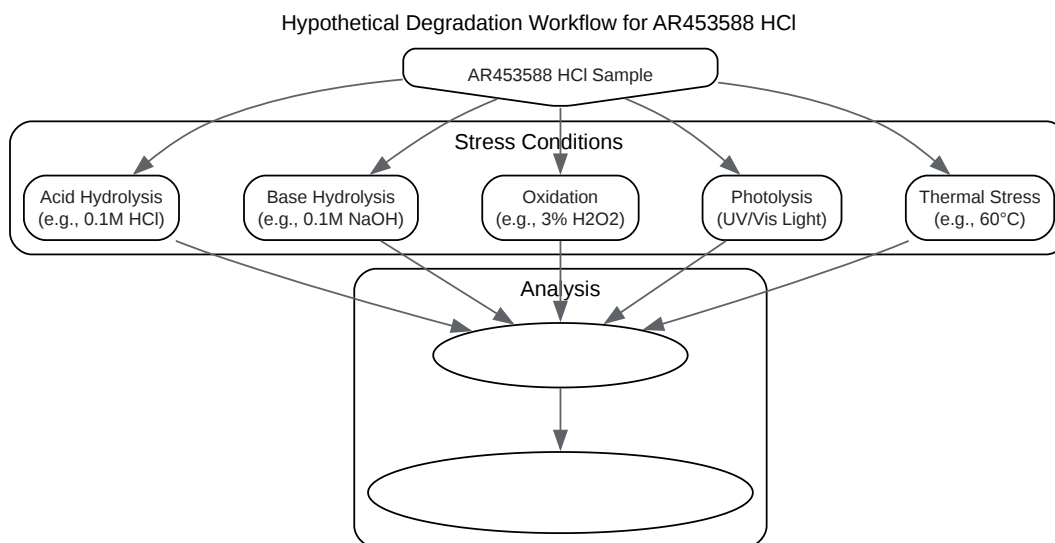 Hypothetical Degradation Workflow for AR453588 HCl
AR453588 HCl Sample
Stress Conditions
Acid Hydrolysis
(e.g., 0.1M HCl)
Base Hydrolysis
(e.g., 0.1M NaOH)
Oxidation
(e.g., 3% H2O2)
Photolysis
(UV/Vis Light)
Thermal Stress
(e.g., 60°C)
Analysis